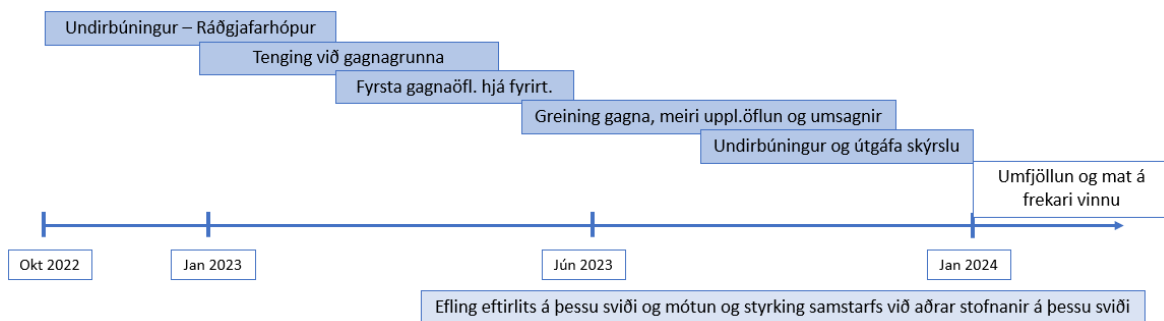 Undirbúningur – Ráðgjafarhópur
Tenging við gagnagrunna
Fyrsta gagnaöfl. hjá fyrirt.
Greining gagna, meiri uppl.öflun og umsagnir
Undirbúningur og útgáfa skýrslu
Umfjöllun og mat á
frekari vinnu
Okt 2022
Jan 2023
Jún 2023
Jan 2024
Efling eftirlits á þessu sviði og mótun og styrking samstarfs við aðrar stofnanir á þessu sviði